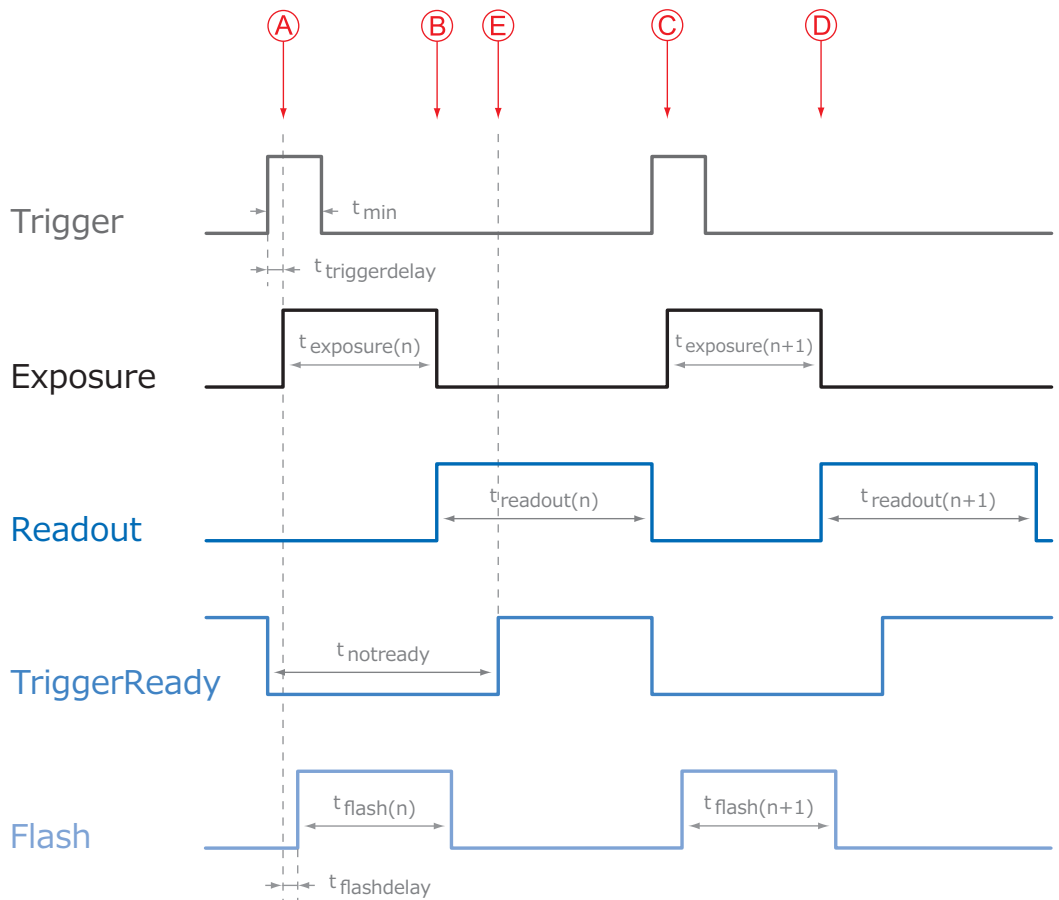 A B E C D
Trigger
t min
t triggerdelay
Exposure
t exposure(n)
t exposure(n+1)
Readout
t readout(n)
t readout(n+1)
TriggerReady
t notready
Flash
t flash(n)
t flash(n+1)
t flashdelay